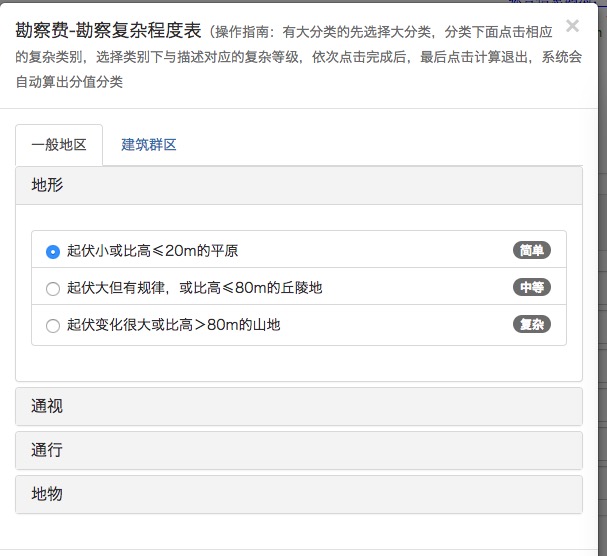 勘察费-勘察复杂程度表（操作指南：有大分类的先选择大分类，分类下面点击相应
的复杂类别，选择类别下与描述对应的复杂等级，依次点击完成后，最后点击计算退出，系统会
自动算出分值分类
×
一般地区 建筑群区
地形
起伏小或比高≤20m的平原 简单
起伏大但有规律，或比高≤80m的丘陵地 中等
起伏变化很大或比高＞80m的山地 复杂
通视
通行
地物